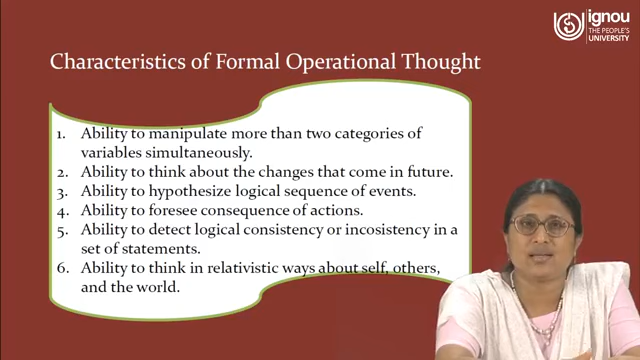 ignou
THE PEOPLE'S
UNIVERSITY
Characteristics of Formal Operational Thought
1. Ability to manipulate more than two categories of
variables simultaneously.
2. Ability to think about the changes that come in future.
3. Ability to hypothesize logical sequence of events.
4. Ability to foresee consequence of actions.
5. Ability to detect logical consistency or incosistency in a
set of statements.
6. Ability to think in relativistic ways about self, others,
and the world.